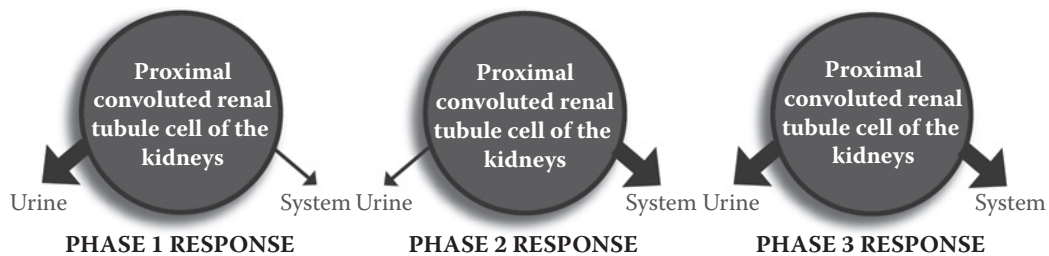 Proximal
convoluted renal
tubule cell of the
kidneys
Urine
System
PHASE 1 RESPONSE
Proximal
convoluted renal
tubule cell of the
kidneys
Urine
System
PHASE 2 RESPONSE
Proximal
convoluted renal
tubule cell of the
kidneys
Urine
System
PHASE 3 RESPONSE